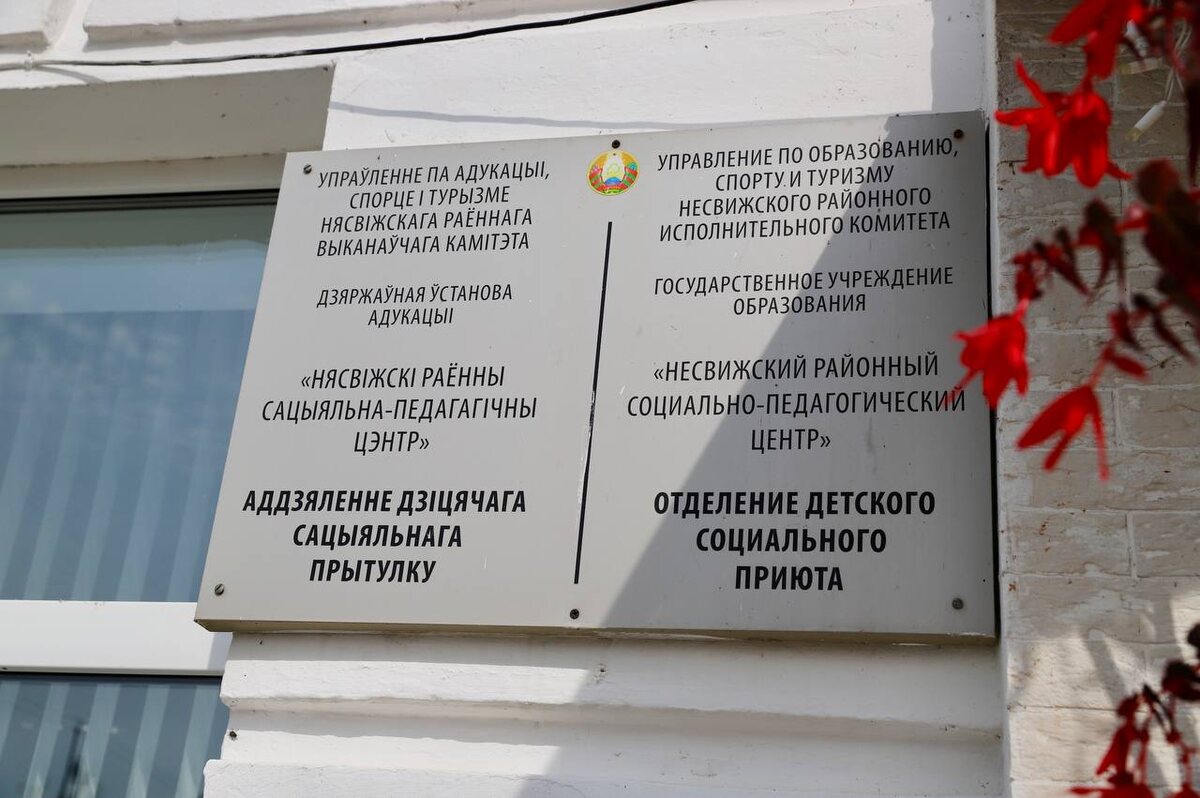 УПРАЎЛЕННЕ ПА АДУКАЦЫІ,
СПОРЦЕ І ТУРЫЗМЕ
НЯСВІЖСКАГА РАЁННАГА
ВЫКАНАЎЧАГА КАМІТЭТА
ДЗЯРЖАЎНАЯ ЎСТАНОВА
АДУКАЦЫІ
«НЯСВІЖСКІ РАЁННЫ
САЦЫЯЛЬНА-ПЕДАГАГІЧНЫ
ЦЭНТР»
АДДЗЯЛЕННЕ ДЗІЦЯЧАГА
САЦЫЯЛЬНАГА
ПРЫТУЛКУ
УПРАВЛЕНИЕ ПО ОБРАЗОВАНИЮ,
СПОРТУ И ТУРИЗМУ
НЕСВИЖСКОГО РАЙОННОГО
ИСПОЛНИТЕЛЬНОГО КОМИТЕТА
ГОСУДАРСТВЕННОЕ УЧРЕЖДЕНИЕ
ОБРАЗОВАНИЯ
«НЕСВИЖСКИЙ РАЙОННЫЙ
СОЦИАЛЬНО-ПЕДАГОГИЧЕСКИЙ
ЦЕНТР»
ОТДЕЛЕНИЕ ДЕТСКОГО
СОЦИАЛЬНОГО
ПРИЮТА